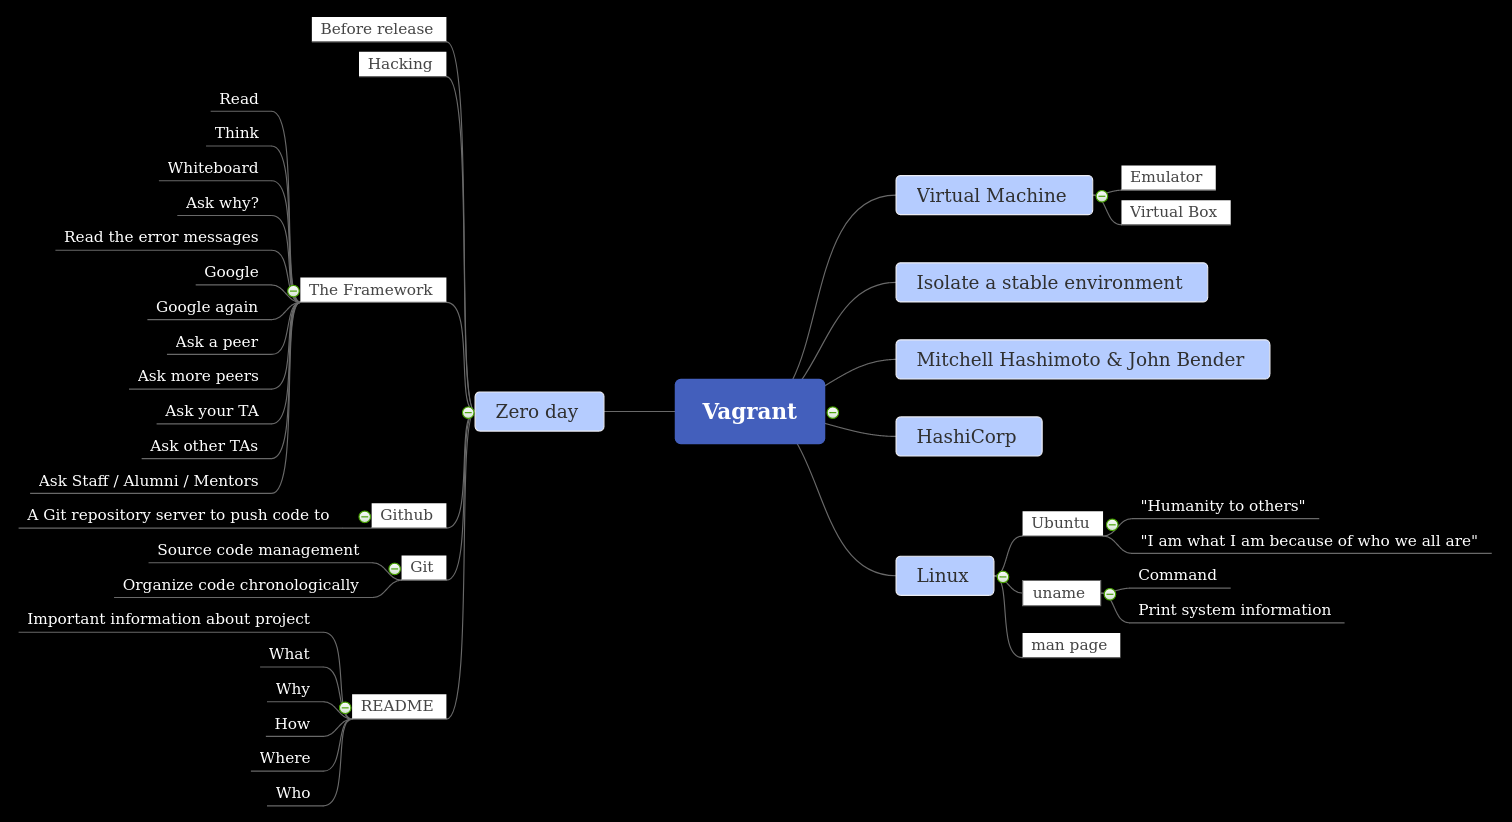 Before release
Hacking
Read
Think
Whiteboard
Ask why?
Read the error messages
Google
Google again
Ask a peer
Ask more peers
Ask your TA
Ask other TAs
Ask Staff / Alumni / Mentors
The Framework
A Git repository server to push code to
Github
Source code management
Organize code chronologically
Git
Important information about project
What
Why
How
Where
Who
README
Zero day
Vagrant
Virtual Machine
Emulator
Virtual Box
Isolate a stable environment
Mitchell Hashimoto & John Bender
HashiCorp
Linux
Ubuntu
"Humanity to others"
"I am what I am because of who we all are"
uname
Command
Print system information
man page